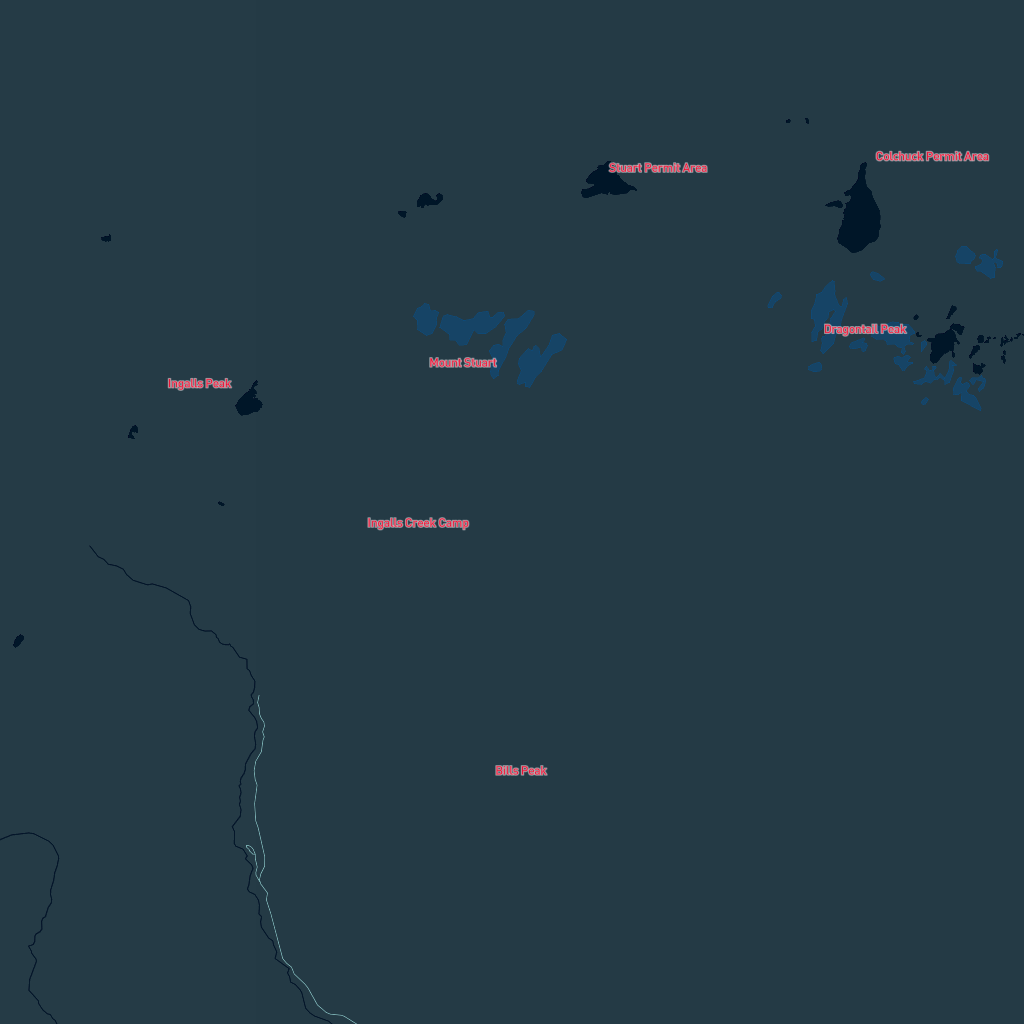 Colchuck Permit Area
Stuart Permit Area
Dragontail Peak
Mount Stuart
Ingalls Peak
Ingalls Creek Camp
Bills Peak